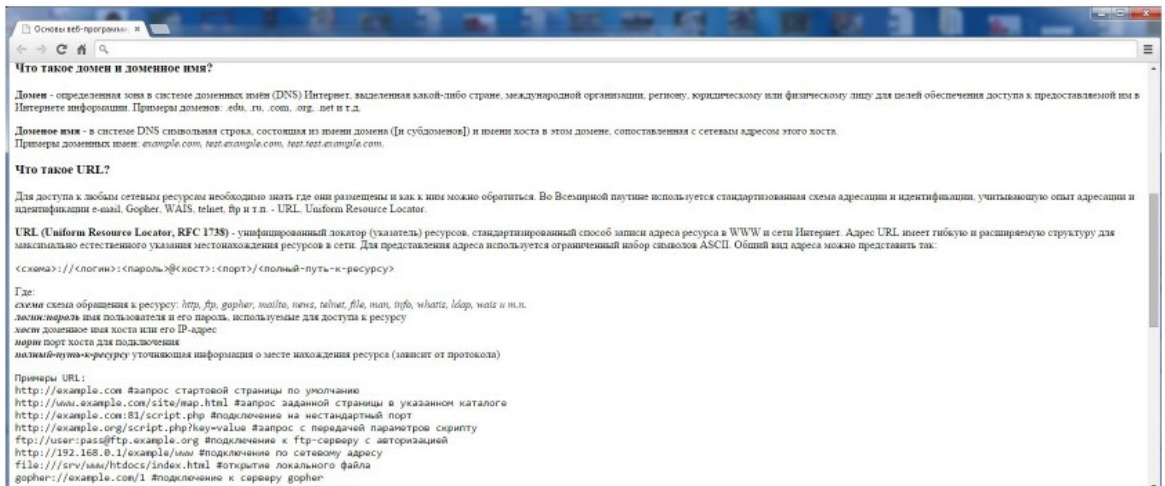 Основы веб-программи
Что такое домен и доменное имя?
Домен - определенная зона в системе доменных имён (DNS) Интернет, выделенная какой-либо стране, международной организации, региону, юридическому или физическому лицу для целей обеспечения доступа к предоставляемой им в
Интернете информации. Примеры доменов: .edu, .ru, .com, .org, .net и т.д.
Доменое имя - в системе DNS символьная строка, состоящая из имени домена ([и субдоменов]) и имени хоста в этом домене, сопоставленная с сетевым адресом этого хоста.
Примеры доменных имен: example.com, test.example.com, test.test.example.com.
Что такое URL?
Для доступа к любым сетевым ресурсам необходимо знать где они размещены и как к ним можно обратиться. Во Всемирной паутине используется стандартизованная схема адресации и идентификации, учитывающую опыт адресации и
идентификации e-mail, Gopher, WAIS, telnet, ftp и т.п. - URL, Uniform Resource Locator.
URL (Uniform Resource Locator, RFC 1738) - унифицированный локатор (указатель) ресурсов, стандартизированный способ записи адреса ресурса в WWW и сети Интернет. Адрес URL имеет гибкую и расширяемую структуру для
максимально естественного указания местонахождения ресурсов в сети. Для представления адреса используется ограниченный набор символов ASCII. Общий вид адреса можно представить так:
<схема>://<логин>:<пароль>@<хост>:<порт>/<полный-путь-к-ресурсу>
Где:
схема схема обращения к ресурсу: http, ftp, gopher, mailto, news, telnet, file, man, info, whatis, ldap, wais и т.п.
логин:пароль имя пользователя и его пароль, используемые для доступа к ресурсу
хост доменное имя хоста или его IP-адрес
порт порт хоста для подключения
полный-путь-к-ресурсу уточняющая информация о месте нахождения ресурса (зависит от протокола)
Примеры URL:
http://example.com #запрос стартовой страницы по умолчанию
http://www.example.com/site/map.html #запрос заданной страницы в указанном каталоге
http://example.com:81/script.php #подключение на нестандартный порт
http://example.org/script.php?key=value #запрос с передачей параметров скрипту
ftp://user:pass@ftp.example.org #подключение к ftp-серверу с авторизацией
http://192.168.0.1/example/www #подключение по сетевому адресу
file:///srv/www/htdocs/index.html #открытие локального файла
gopher://example.com/1 #подключение к серверу gopher